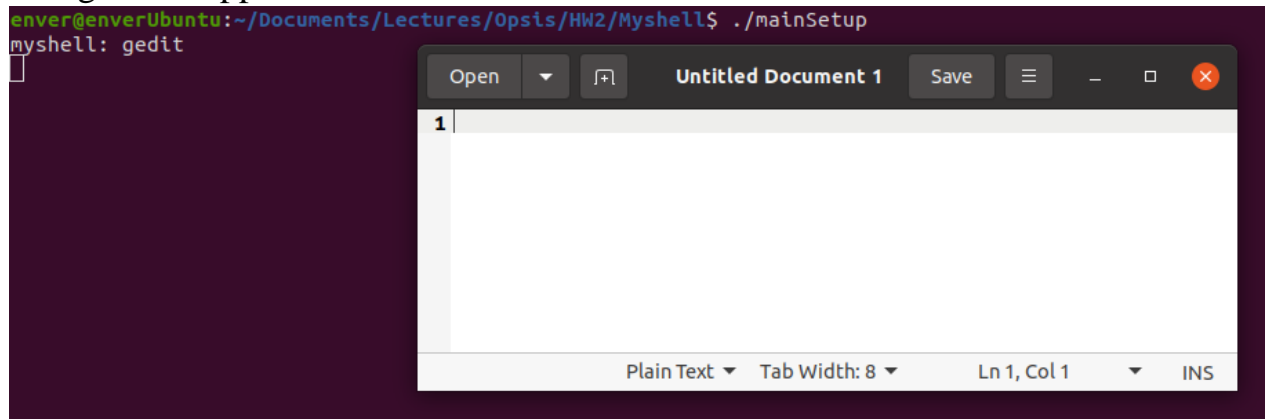 enver@enverUbuntu:~/Documents/Lectures/Opsis/HW2/Myshell$ ./mainSetup
myshell: gedit
Open Untitled Document 1 Save
1
Plain Text Tab Width: 8 Ln 1, Col 1 INS